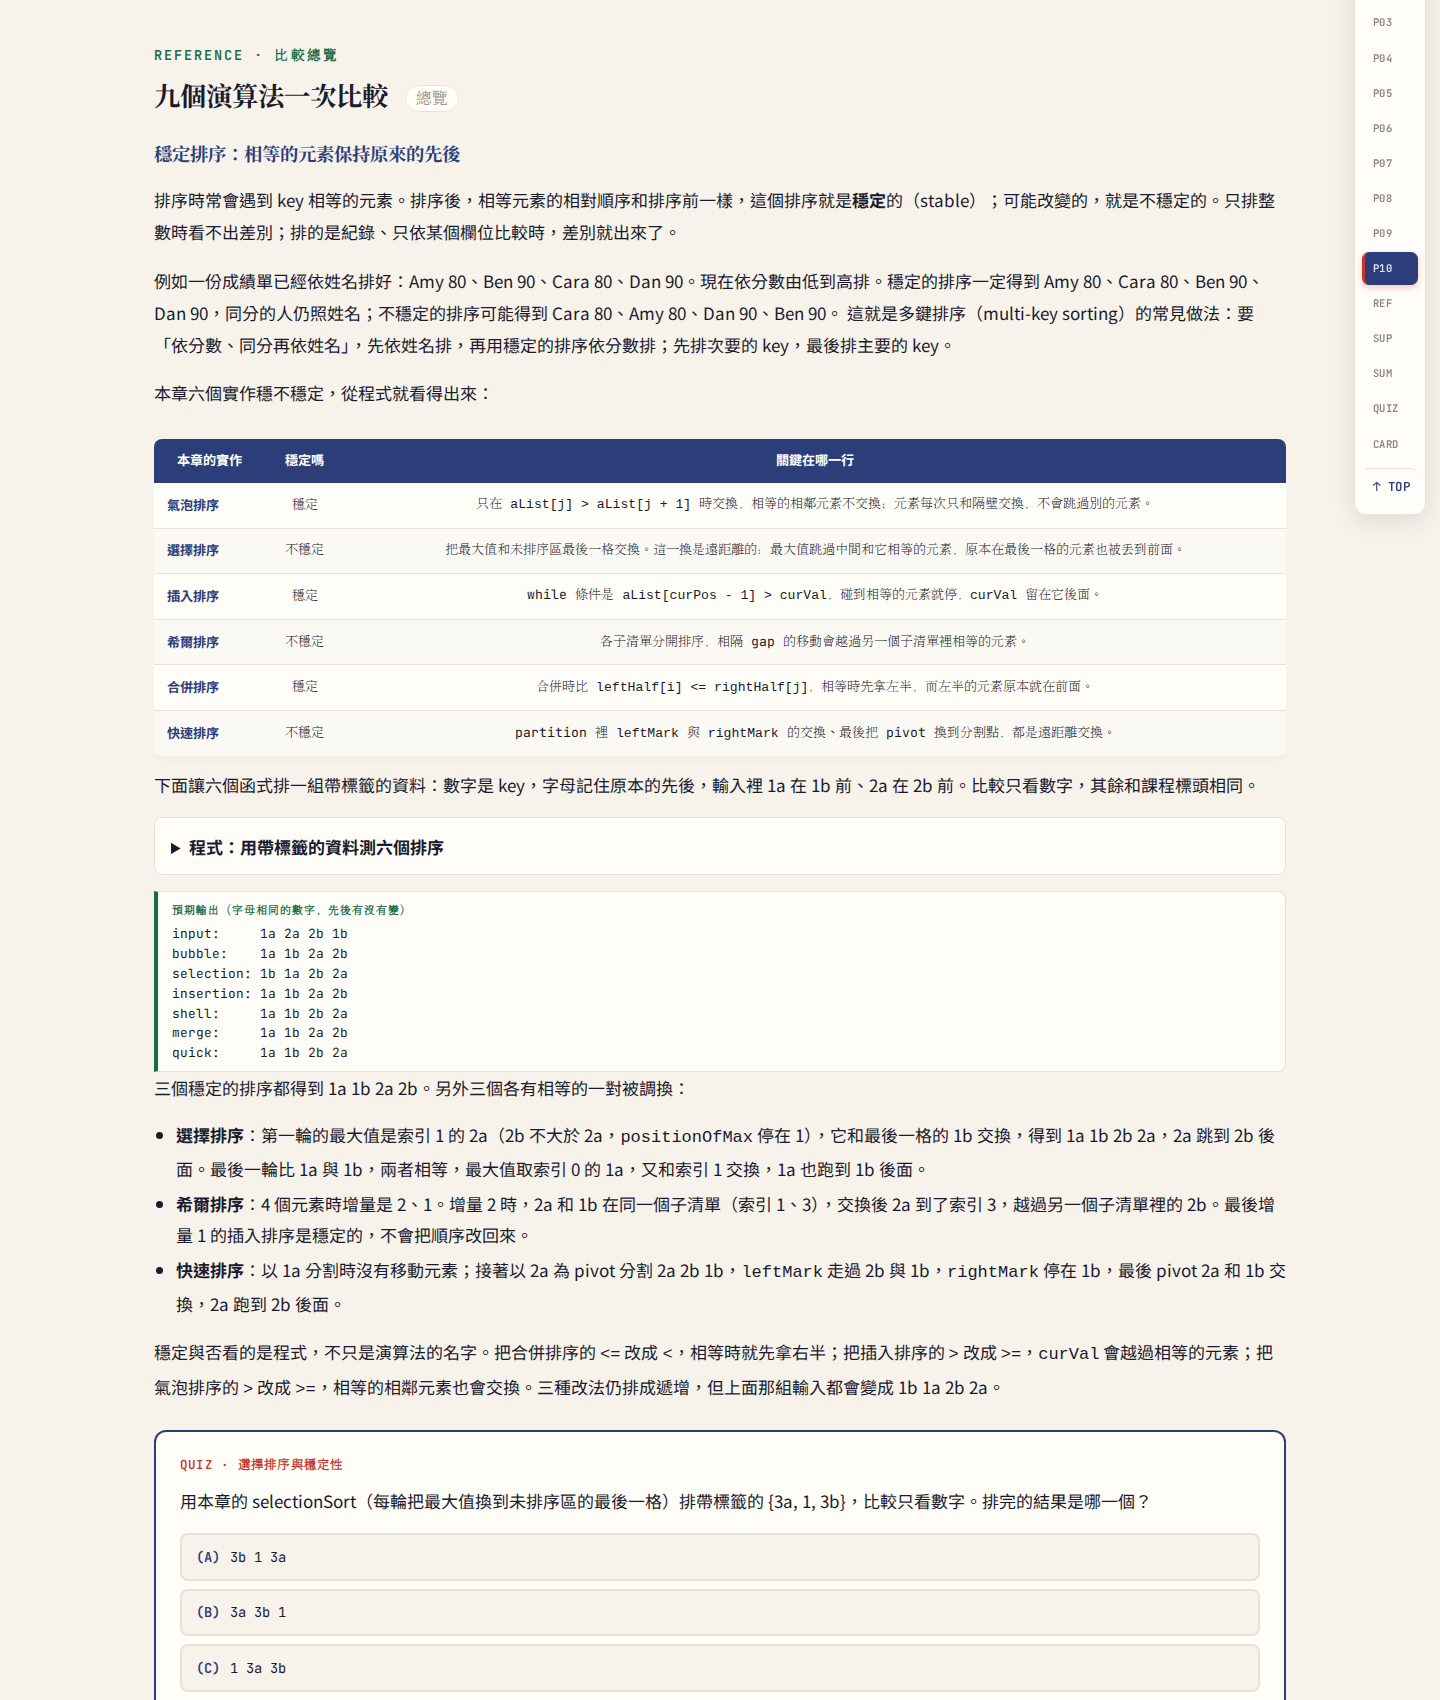 REFERENCE · 比較總覽
九個演算法一次比較 總覽
穩定排序：相等的元素保持原來的先後
排序時常會遇到 key 相等的元素。排序後，相等元素的相對順序和排序前一樣，這個排序就是穩定的（stable）；可能改變的，就是不穩定的。只排整
數時看不出差別；排的是紀錄、只依某個欄位比較時，差別就出來了。
例如一份成績單已經依姓名排好：Amy 80、Ben 90、Cara 80、Dan 90。現在依分數由低到高排。穩定的排序一定得到 Amy 80、Cara 80、Ben 90、
Dan 90，同分的人仍照姓名；不穩定的排序可能得到 Cara 80、Amy 80、Dan 90、Ben 90。 這就是多鍵排序（multi-key sorting）的常見做法：要
「依分數、同分再依姓名」，先依姓名排，再用穩定的排序依分數排；先排次要的 key，最後排主要的 key。
本章六個實作穩不穩定，從程式就看得出來：
本章的實作 穩定嗎 關鍵在哪一行
氣泡排序 穩定 只在 aList[j] > aList[j + 1] 時交換，相等的相鄰元素不交換；元素每次只和隔壁交換，不會跳過別的元素。
選擇排序 不穩定 把最大值和未排序區最後一格交換。這一換是遠距離的：最大值跳過中間和它相等的元素，原本在最後一格的元素也被丟到前面。
插入排序 穩定 while 條件是 aList[curPos - 1] > curVal，碰到相等的元素就停，curVal 留在它後面。
希爾排序 不穩定 各子清單分開排序，相隔 gap 的移動會越過另一個子清單裡相等的元素。
合併排序 穩定 合併時比 leftHalf[i] <= rightHalf[j]，相等時先拿左半，而左半的元素原本就在前面。
快速排序 不穩定 partition 裡 leftMark 與 rightMark 的交換、最後把 pivot 換到分割點，都是遠距離交換。
下面讓六個函式排一組帶標籤的資料：數字是 key，字母記住原本的先後，輸入裡 1a 在 1b 前、2a 在 2b 前。比較只看數字，其餘和課程標頭相同。
▶ 程式：用帶標籤的資料測六個排序
預期輸出（字母相同的數字，先後有沒有變）
input: 1a 2a 2b 1b
bubble: 1a 1b 2a 2b
selection: 1b 1a 2b 2a
insertion: 1a 1b 2a 2b
shell: 1a 1b 2b 2a
merge: 1a 1b 2a 2b
quick: 1a 1b 2b 2a
三個穩定的排序都得到 1a 1b 2a 2b。另外三個各有相等的一對被調換：
選擇排序：第一輪的最大值是索引 1 的 2a（2b 不大於 2a，positionOfMax 停在 1），它和最後一格的 1b 交換，得到 1a 1b 2b 2a，2a 跳到 2b 後
面。最後一輪比 1a 與 1b，兩者相等，最大值取索引 0 的 1a，又和索引 1 交換，1a 也跑到 1b 後面。
希爾排序：4 個元素時增量是 2、1。增量 2 時，2a 和 1b 在同一個子清單（索引 1、3），交換後 2a 到了索引 3，越過另一個子清單裡的 2b。最後增
量 1 的插入排序是穩定的，不會把順序改回來。
快速排序：以 1a 分割時沒有移動元素；接著以 2a 為 pivot 分割 2a 2b 1b，leftMark 走過 2b 與 1b，rightMark 停在 1b，最後 pivot 2a 和 1b 交
換，2a 跑到 2b 後面。
穩定與否看的是程式，不只是演算法的名字。把合併排序的 <= 改成 <，相等時就先拿右半；把插入排序的 > 改成 >=，curVal 會越過相等的元素；把
氣泡排序的 > 改成 >=，相等的相鄰元素也會交換。三種改法仍排成遞增，但上面那組輸入都會變成 1b 1a 2b 2a。
QUIZ · 選擇排序與穩定性
用本章的 selectionSort（每輪把最大值換到未排序區的最後一格）排帶標籤的 {3a, 1, 3b}，比較只看數字。排完的結果是哪一個？
(A) 3b 1 3a
(B) 3a 3b 1
(C) 1 3a 3b
P03
P04
P05
P06
P07
P08
P09
P10
REF
SUP
SUM
QUIZ
CARD
↑ TOP